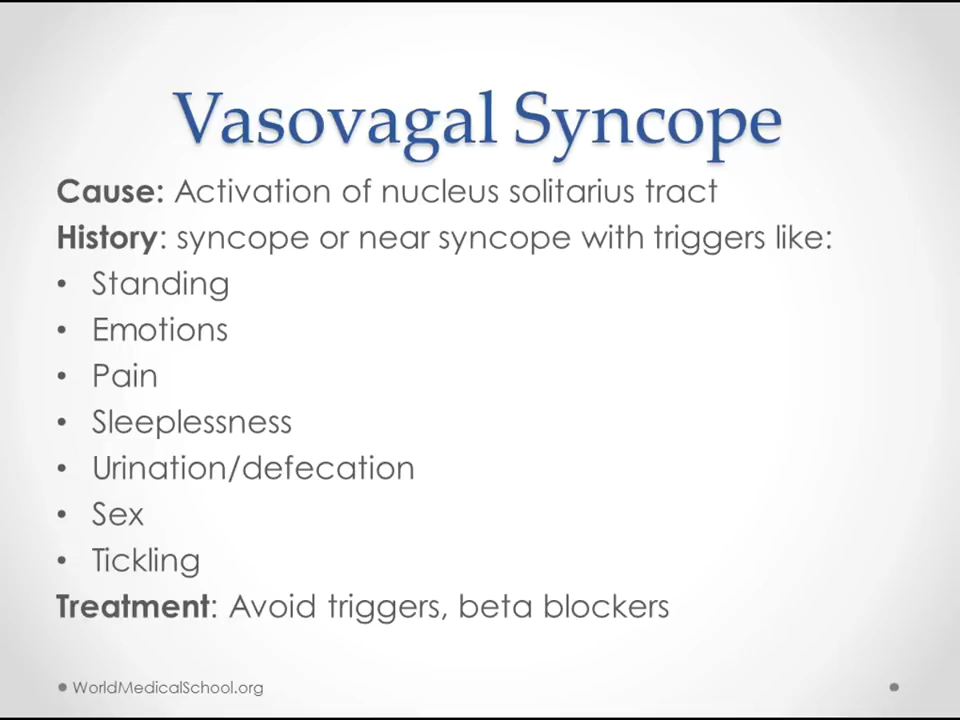 Vasovagal Syncope
Cause: Activation of nucleus solitarius tract
History: syncope or near syncope with triggers like:
• Standing
• Emotions
• Pain
• Sleeplessness
• Urination/defecation
• Sex
• Tickling
Treatment: Avoid triggers, beta blockers
• WorldMedicalSchool.org